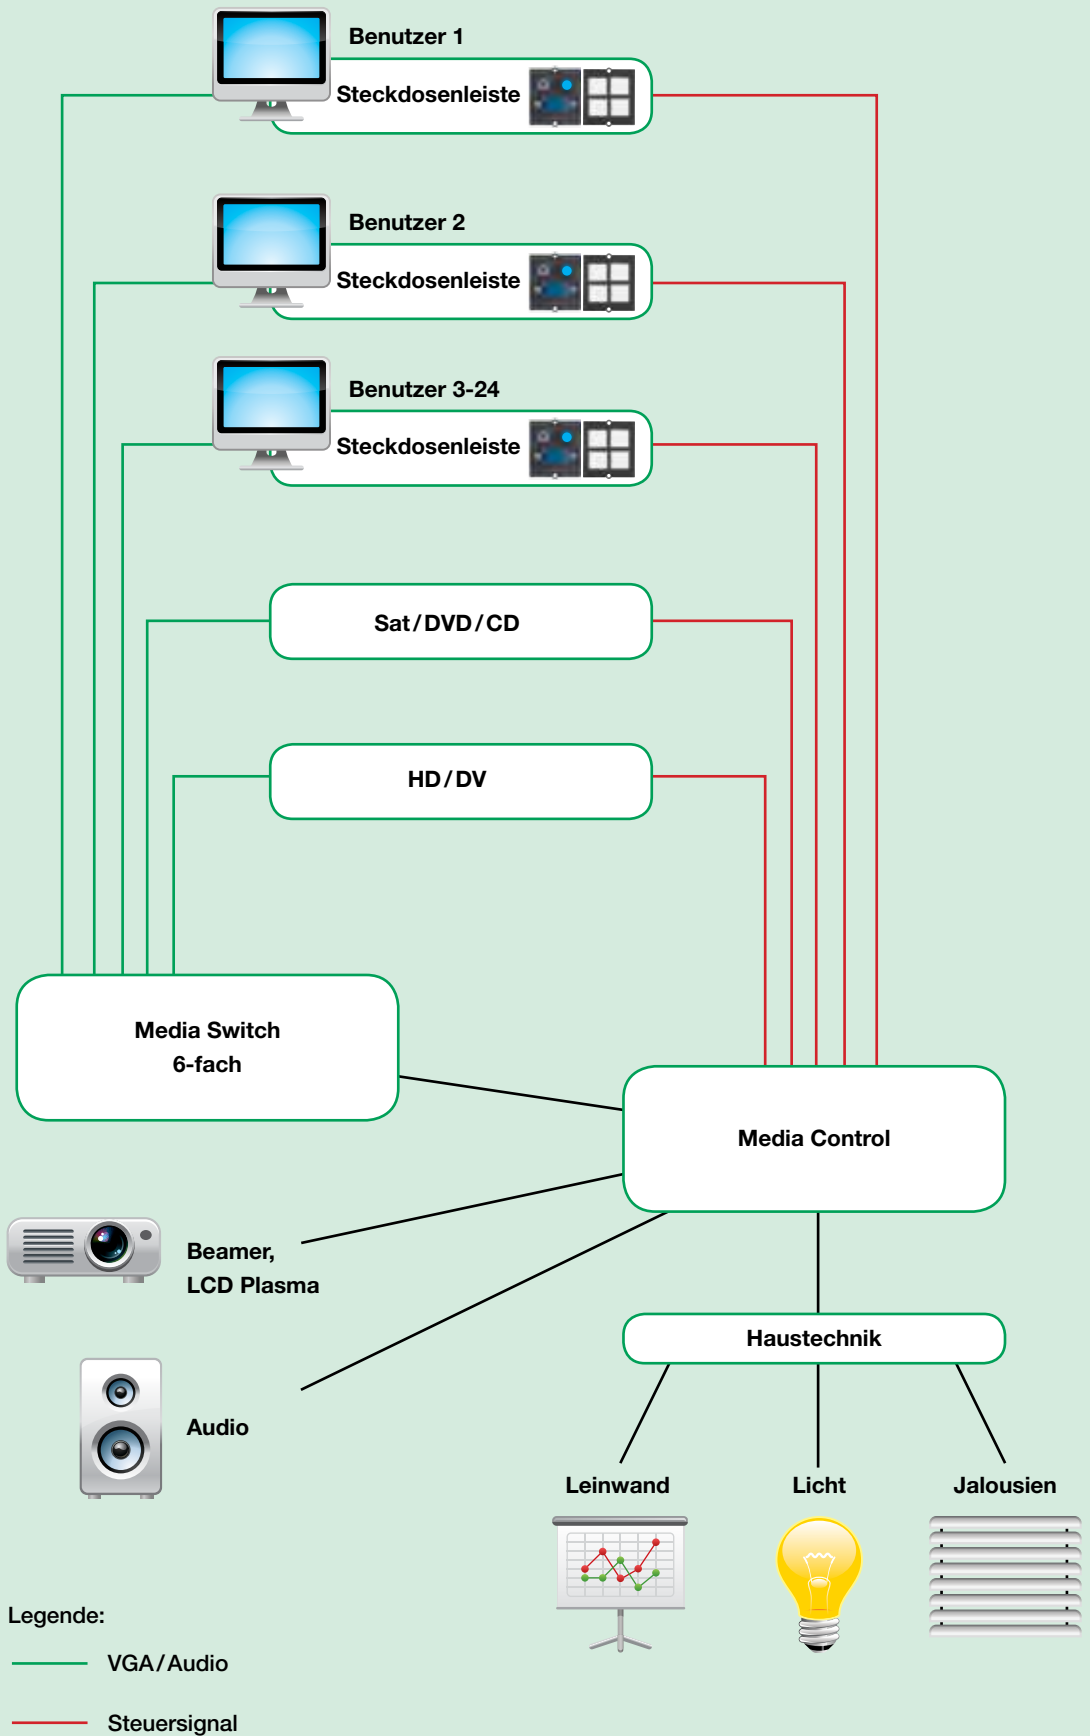 Benutzer 1
Steckdosenleiste
Benutzer 2
Steckdosenleiste
Benutzer 3-24
Steckdosenleiste
Sat/DVD/CD
HD/DV
Media Switch
6-fach
Media Control
Beamer,
LCD Plasma
Haustechnik
Audio
Leinwand
Licht
Jalousien
Legende:
VGA/Audio
Steuersignal